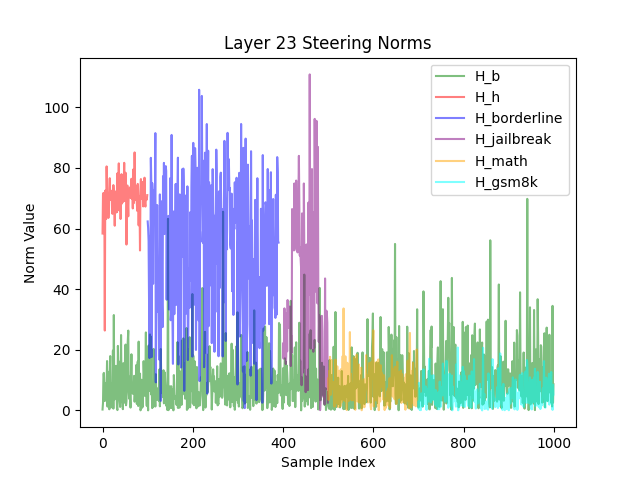 Layer 23 Steering Norms
H_b
H_h
H_borderline
H_jailbreak
H_math
H_gsm8k
Norm Value
100
80
60
40
20
0
0 200 400 600 800 1000
Sample Index